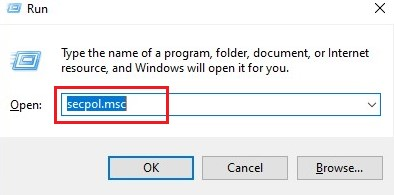 Run
Type the name of a program, folder, document, or Internet
resource, and Windows will open it for you.
Open: secpol.msc
OK Cancel Browse...